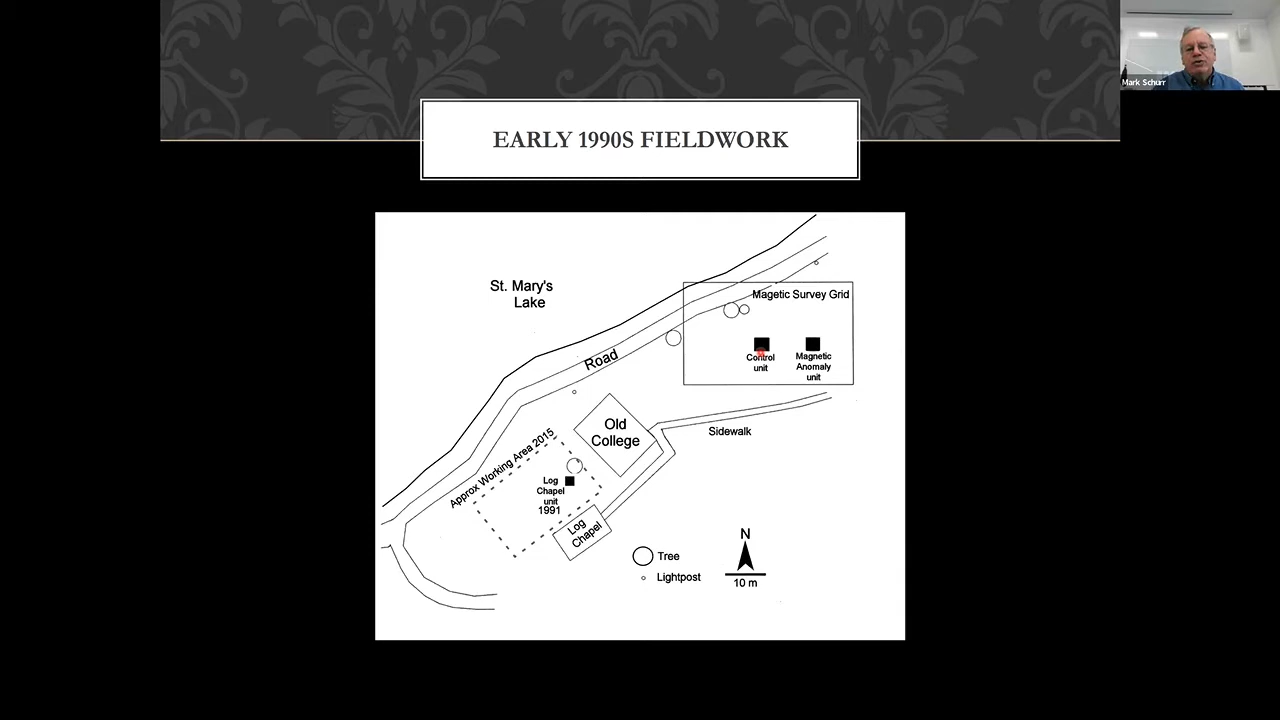 Mark Schurr
EARLY 1990S FIELDWORK
St. Mary's
Lake
Magetic Survey Grid
Road
Control
unit
Magnetic
Anomaly
unit
Old
College
Sidewalk
Approx Working Area 2015
Log
Chapel
unit
1991
Log
Chapel
N
Tree
Lightpost
10 m